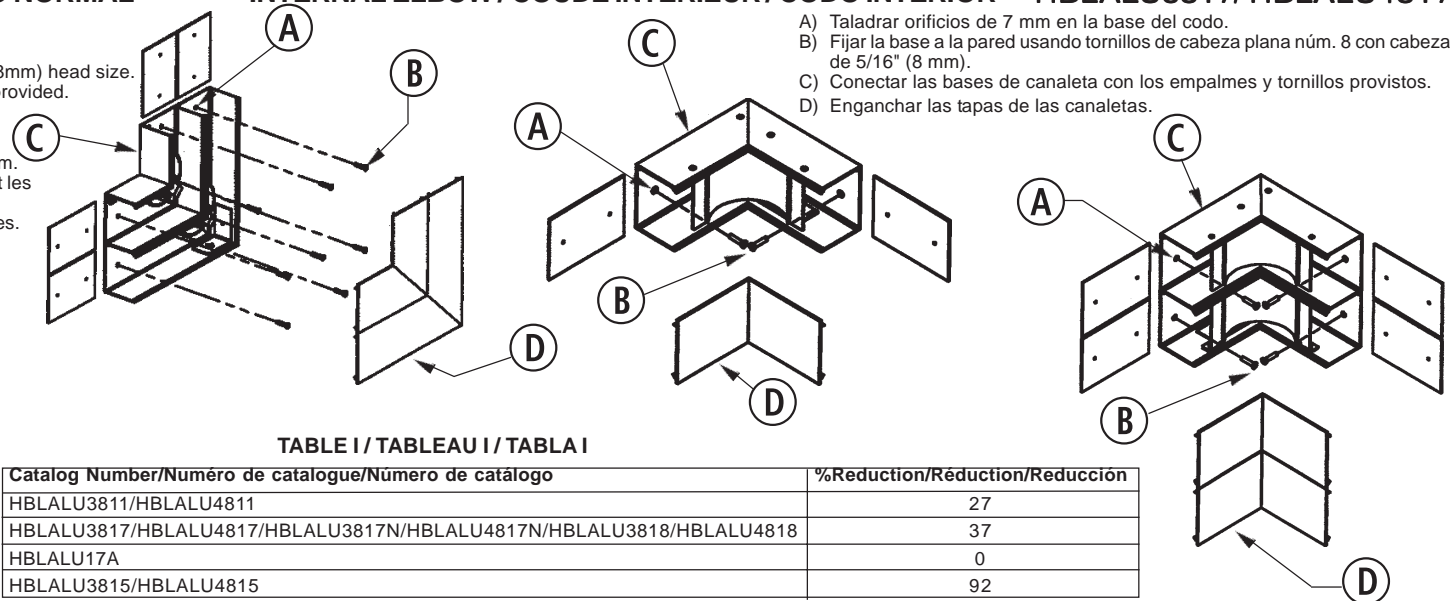 NORMAL
INTERNAL ELBOW / COUDE INTÉRIEUR / CODO INTERIOR
A) Taladrar orificios de 7 mm en la base del codo.
B) Fijar la base a la pared usando tornillos de cabeza plana núm. 8 con cabeza
de 5/16" (8 mm).
C) Conectar las bases de canaleta con los empalmes y tornillos provistos.
D) Enganchar las tapas de las canaletas.
mm) head size.
rovided.
m.
t les
es.
A
B
C
D
C
A
B
D
C
A
B
D
TABLE I / TABLEAU I / TABLA I
Catalog Number/Numéro de catalogue/Número de catálogo %Reduction/Réduction/Reducción
HBLALU3811/HBLALU4811 27
HBLALU3817/HBLALU4817/HBLALU3817N/HBLALU4817N/HBLALU3818/HBLALU4818 37
HBLALU17A 0
HBLALU3815/HBLALU4815 92